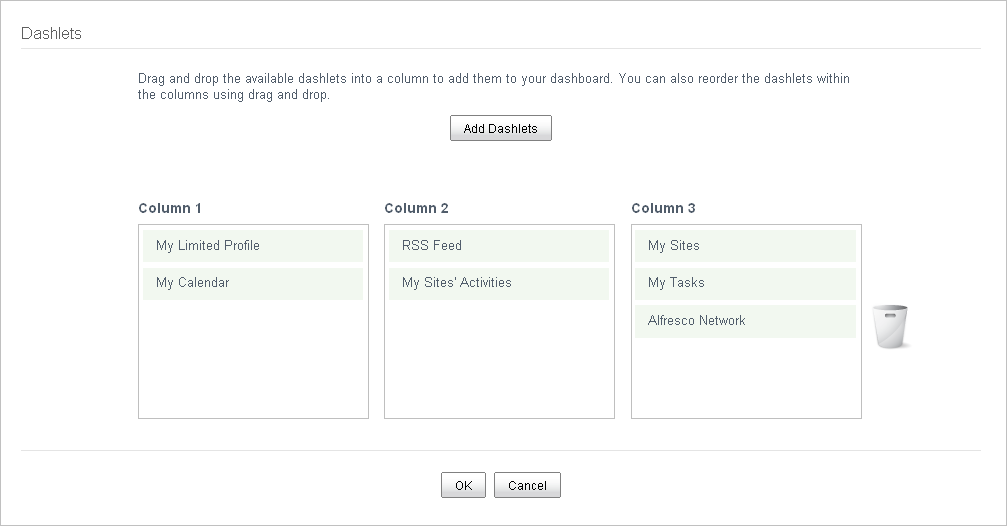 Dashlets
Drag and drop the available dashlets into a column to add them to your dashboard. You can also reorder the dashlets within
the columns using drag and drop.
Add Dashlets
Column 1
My Limited Profile
My Calendar
Column 2
RSS Feed
My Sites' Activities
Column 3
My Sites
My Tasks
Alfresco Network
OK
Cancel